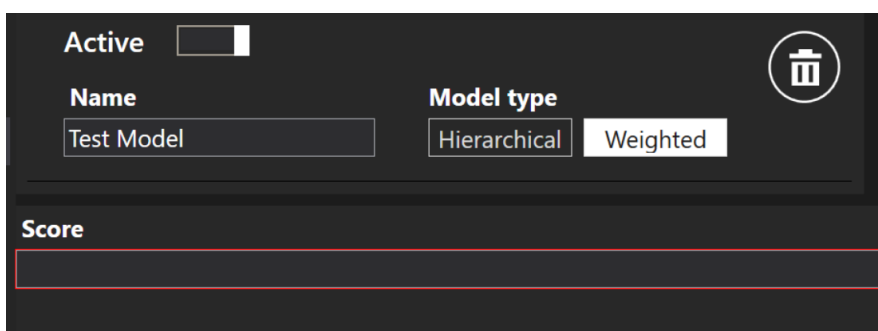 Active
Name
Model type
Test Model
Hierarchical
Weighted
Score